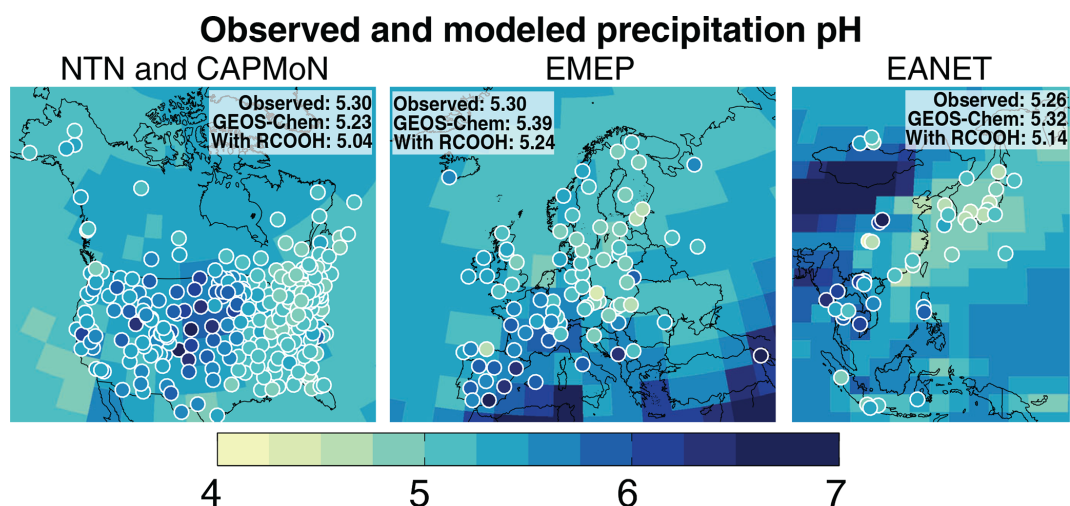 Observed and modeled precipitation pH
NTN and CAPMoN
Observed: 5.30
GEOS-Chem: 5.23
With RCOOH: 5.04
EMEP
Observed: 5.30
GEOS-Chem: 5.39
With RCOOH: 5.24
EANET
Observed: 5.26
GEOS-Chem: 5.32
With RCOOH: 5.14
4 5 6 7